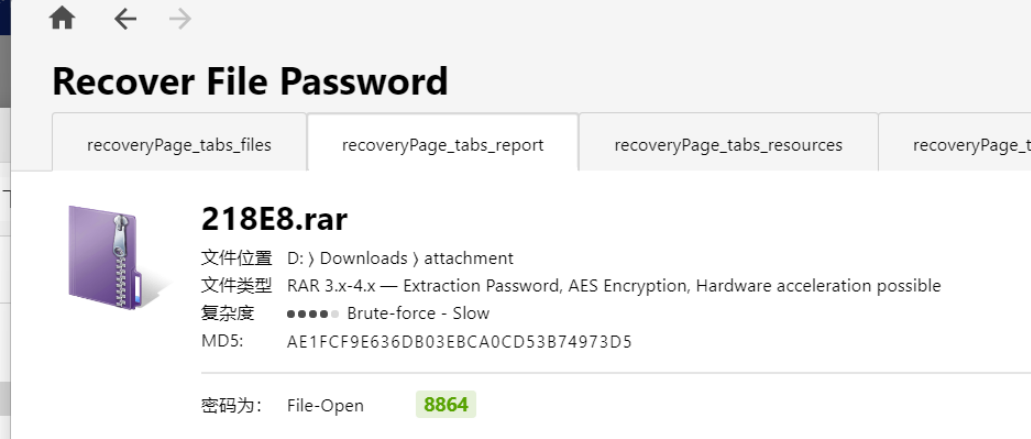 Recover File Password
recoveryPage_tabs_files recoveryPage_tabs_report recoveryPage_tabs_resources
218E8.rar
文件位置 D: 〉Downloads 〉attachment
文件类型 RAR 3.x-4.x — Extraction Password, AES Encryption, Hardware acceleration possible
复杂度 Brute-force - Slow
MD5: AE1FCF9E636DB03EBCA0CD53B74973D5
密码为: File-Open 8864